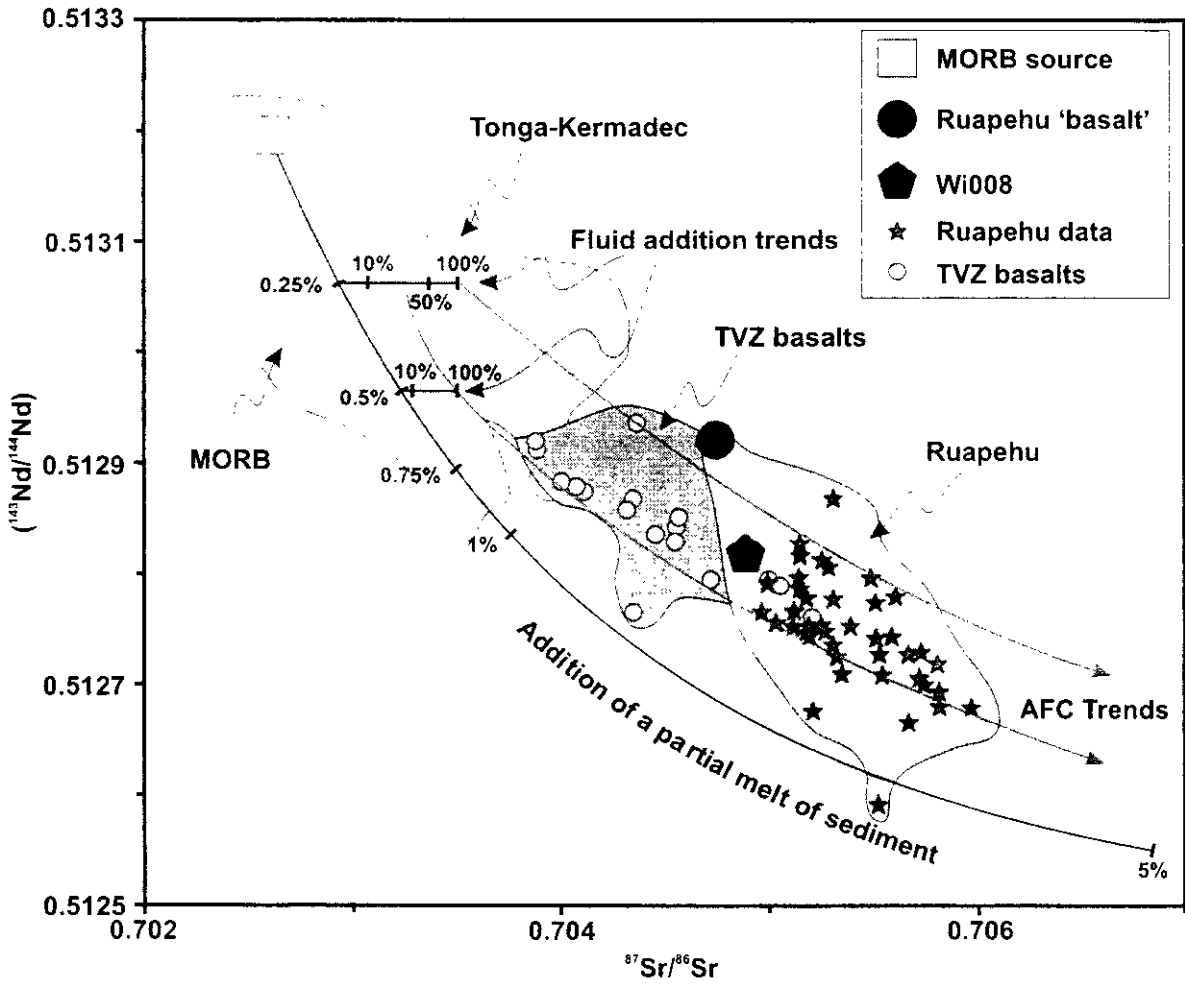 0.5133
MORB source
Ruapehu ‘basalt’
Wi008
Ruapehu data
TVZ basalts
Tonga-Kermadec
0.5131
Fluid addition trends
10%
100%
0.25%
50%
TVZ basalts
10%
100%
0.5%
(¹⁴³Nd/¹⁴⁴Nd)
0.5129
MORB
0.75%
Ruapehu
1%
Addition of a partial melt of sediment
0.5127
AFC Trends
5%
0.5125
0.702
0.704
0.706
⁸⁷Sr/⁸⁶Sr